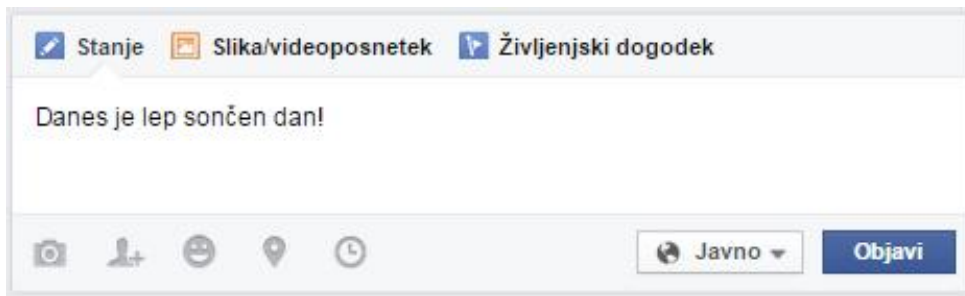 Stanje Slika/videoposnetek Življenjski dogodek
Danes je lep sončen dan!
Javno Objavi